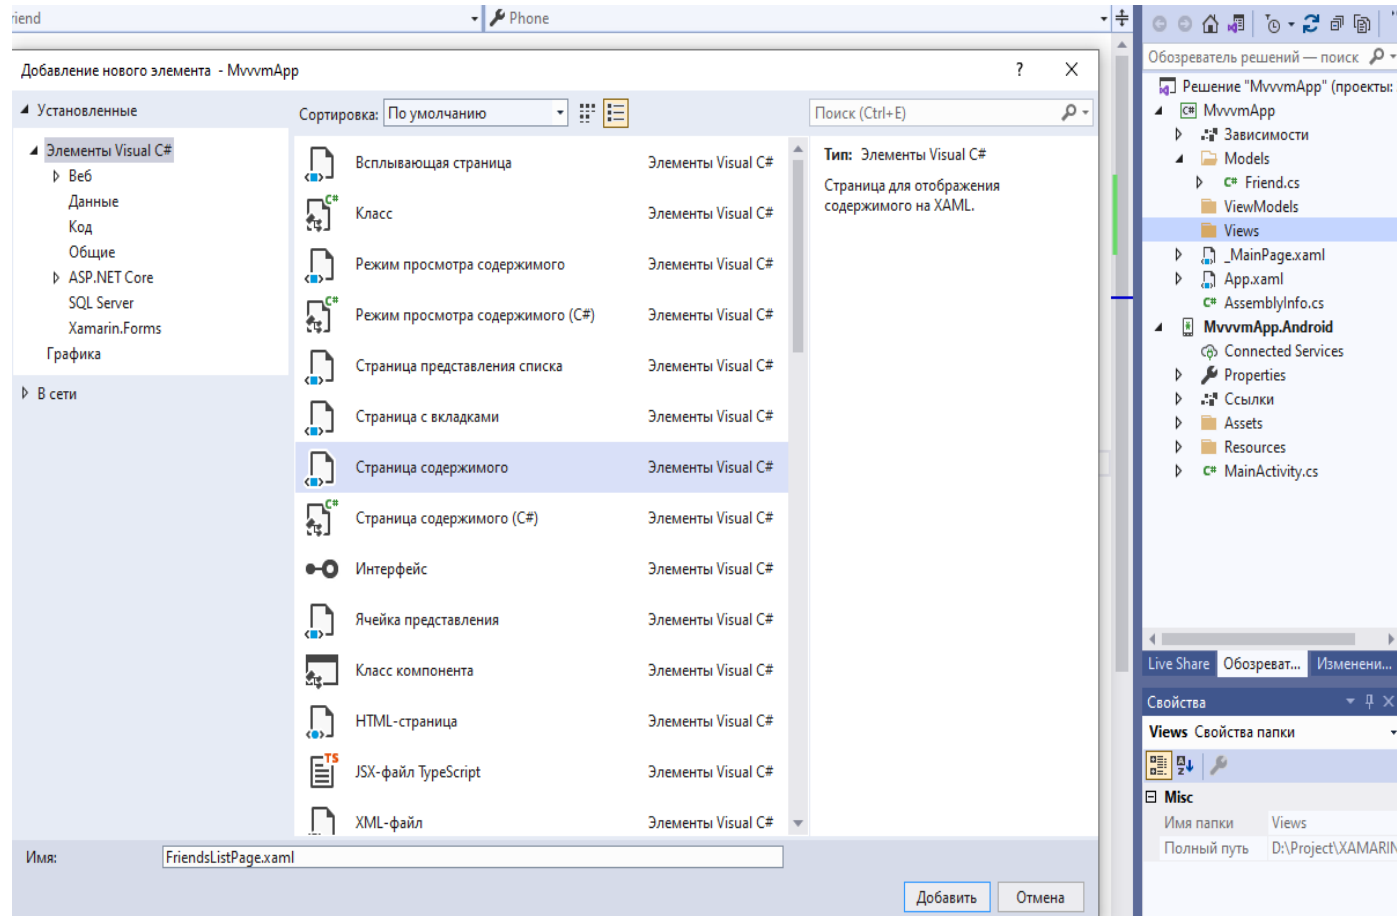 riend
Phone
Добавление нового элемента - MvvvmApp
?
X
Установленные
Элементы Visual C#
Веб
Данные
Код
Общие
ASP.NET Core
SQL Server
Xamarin.Forms
Графика
В сети
Сортировка: По умолчанию
Всплывающая страница Элементы Visual C#
Класс Элементы Visual C#
Режим просмотра содержимого Элементы Visual C#
Режим просмотра содержимого (C#) Элементы Visual C#
Страница представления списка Элементы Visual C#
Страница с вкладками Элементы Visual C#
Страница содержимого Элементы Visual C#
Страница содержимого (C#) Элементы Visual C#
Интерфейс Элементы Visual C#
Ячейка представления Элементы Visual C#
Класс компонента Элементы Visual C#
HTML-страница Элементы Visual C#
JSX-файл TypeScript Элементы Visual C#
XML-файл Элементы Visual C#
Поиск (Ctrl+E)
Тип: Элементы Visual C#
Страница для отображения
содержимого на XAML.
Имя: FriendsListPage.xaml
Добавить Отмена
Обозреватель решений — поиск
Решение "MvvvmApp" (проекты:
MvvvmApp
Зависимости
Models
C# Friend.cs
ViewModels
Views
_MainPage.xaml
App.xaml
C# AssemblyInfo.cs
MvvvmApp.Android
Connected Services
Properties
Ссылки
Assets
Resources
C# MainActivity.cs
Live Share Обозреват... Изменени...
Свойства
Views Свойства папки
Misc
Имя папки Views
Полный путь D:\Project\XAMARIN